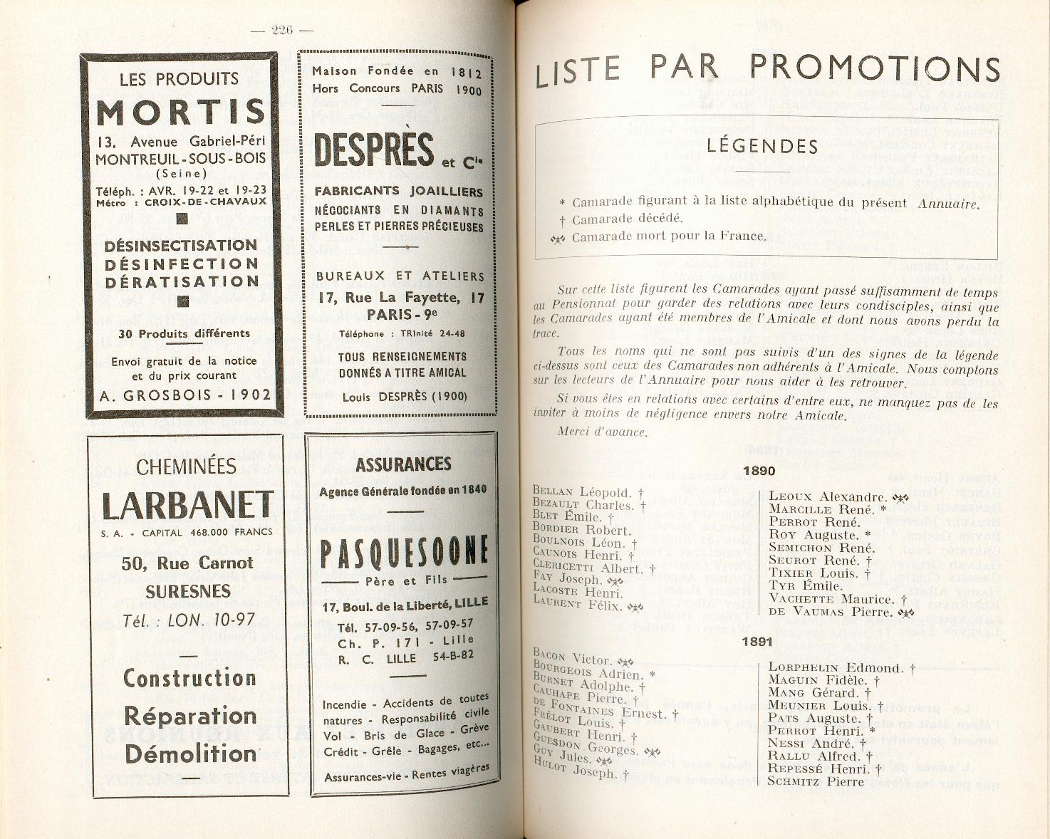 — 226 —
LES PRODUITS
MORTIS
13, Avenue Gabriel-Péri
MONTREUIL-SOUS-BOIS
(Seine)
Téléph. : AVR. 19-22 et 19-23
Métro : CROIX-DE-CHAVAUX
DÉSINSECTISATION
DÉSINFECTION
DÉRATISATION
30 Produits différents
Envoi gratuit de la notice
et du prix courant
A. GROSBOIS - 1902
Maison Fondée en 1812
Hors Concours PARIS 1900
DESPRÈS et Cie
FABRICANTS JOAILLIERS
NÉGOCIANTS EN DIAMANTS
PERLES ET PIERRES PRÉCIEUSES
BUREAUX ET ATELIERS
17, Rue La Fayette, 17
PARIS-9e
Téléphone : TRInité 24-48
TOUS RENSEIGNEMENTS
DONNÉS A TITRE AMICAL
Louis DESPRÈS (1900)
CHEMINÉES
LARBANET
S. A. - CAPITAL 468.000 FRANCS
50, Rue Carnot
SURESNES
Tél. : LON. 10-97
Construction
Réparation
Démolition
ASSURANCES
Agence Générale fondée en 1840
PASQUESOONE
Père et Fils
17, Boul. de la Liberté, LILLE
Tél. 57-09-56, 57-09-57
Ch. P. 171 - Lille
R. C. LILLE 54-B-82
Incendie - Accidents de toutes
natures - Responsabilité civile
Vol - Bris de Glace - Grève
Crédit - Grêle - Bagages, etc...
Assurances-vie - Rentes viagères
LISTE PAR PROMOTIONS
LÉGENDES
* Camarade figurant à la liste alphabétique du présent Annuaire.
† Camarade décédé.
Camarade mort pour la France.
Sur cette liste figurent les Camarades ayant passé suffisamment de temps
au Pensionnat pour garder des relations avec leurs condisciples, ainsi que
les Camarades ayant été membres de l'Amicale et dont nous avons perdu la
trace.
Tous les noms qui ne sont pas suivis d'un des signes de la légende
ci-dessus sont ceux des Camarades non adhérents à l'Amicale. Nous comptons
sur les lecteurs de l'Annuaire pour nous aider à les retrouver.
Si vous êtes en relations avec certains d'entre eux, ne manquez pas de les
inviter à moins de négligence envers notre Amicale.
Merci d'avance.
1890
BELLAN Léopold. †
BEZAULT Charles. †
BLET Émile. †
BORDIER Robert.
BOULNOIS Léon. †
CAUNOIS Henri. †
CLERICETTI Albert. †
FAY Joseph.
LACOSTE Henri.
LAURENT Félix.
LEOUX Alexandre.
MARCILLE René. *
PERROT René.
ROY Auguste. *
SEMICHON René.
SEUROT René. †
TIXIER Louis. †
TYR Émile.
VACHETTE Maurice. †
DE VAUMAS Pierre.
1891
BACON Victor.
BOURGEOIS Adrien. *
BURNET Adolphe. †
CAUHAPE Pierre. †
DE FONTAINES Ernest. †
FRÉLOT Louis. †
GAUBERT Henri. †
GUESDON Georges.
GUY Jules.
HULOT Joseph. †
LORPHELIN Edmond. †
MAGUIN Fidèle. †
MANG Gérard. †
MEUNIER Louis. †
PATS Auguste. †
PERROT Henri. *
NESSI André. †
RALLU Alfred. †
REPESSÉ Henri. †
SCHMITZ Pierre